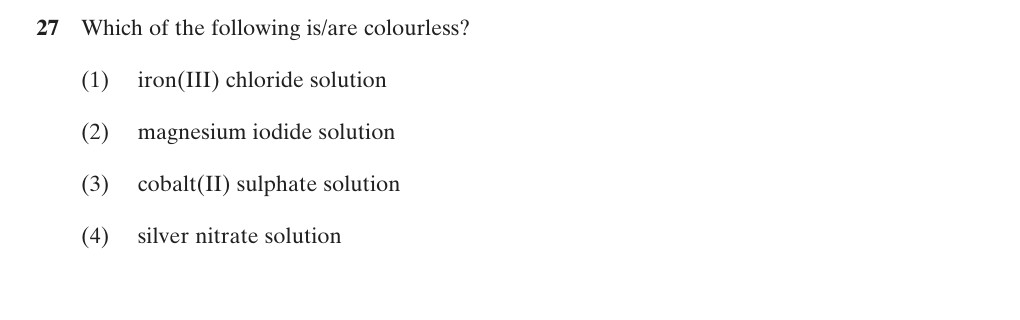 27 Which of the following is/are colourless?
(1) iron(III) chloride solution
(2) magnesium iodide solution
(3) cobalt(II) sulphate solution
(4) silver nitrate solution